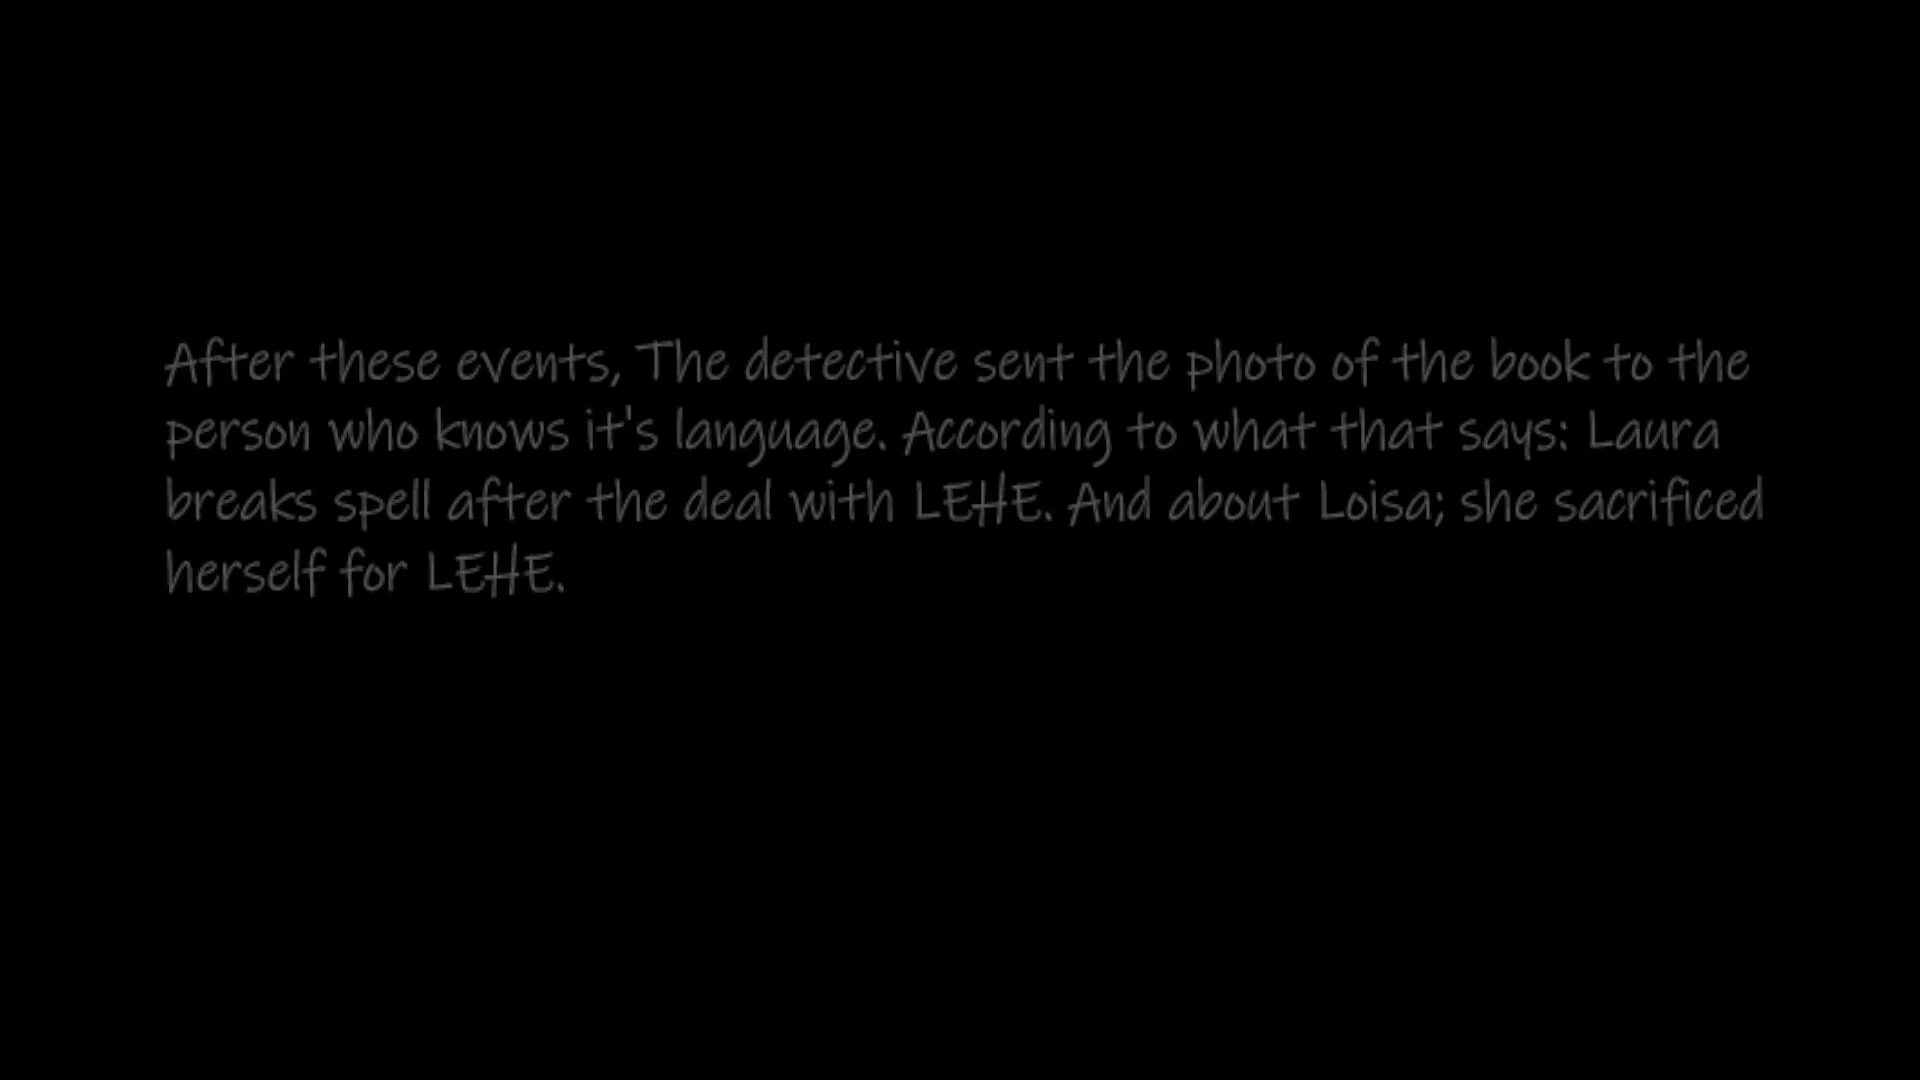 After these events, The detective sent the photo of the book to the
person who knows it's language. According to what that says: Laura
breaks spell after the deal with LEHE. And about Loisa; she sacrificed
herself for LEHE.